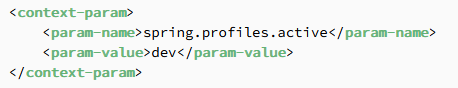 <context-param>
    <param-name>spring.profiles.active</param-name>
    <param-value>dev</param-value>
</context-param>